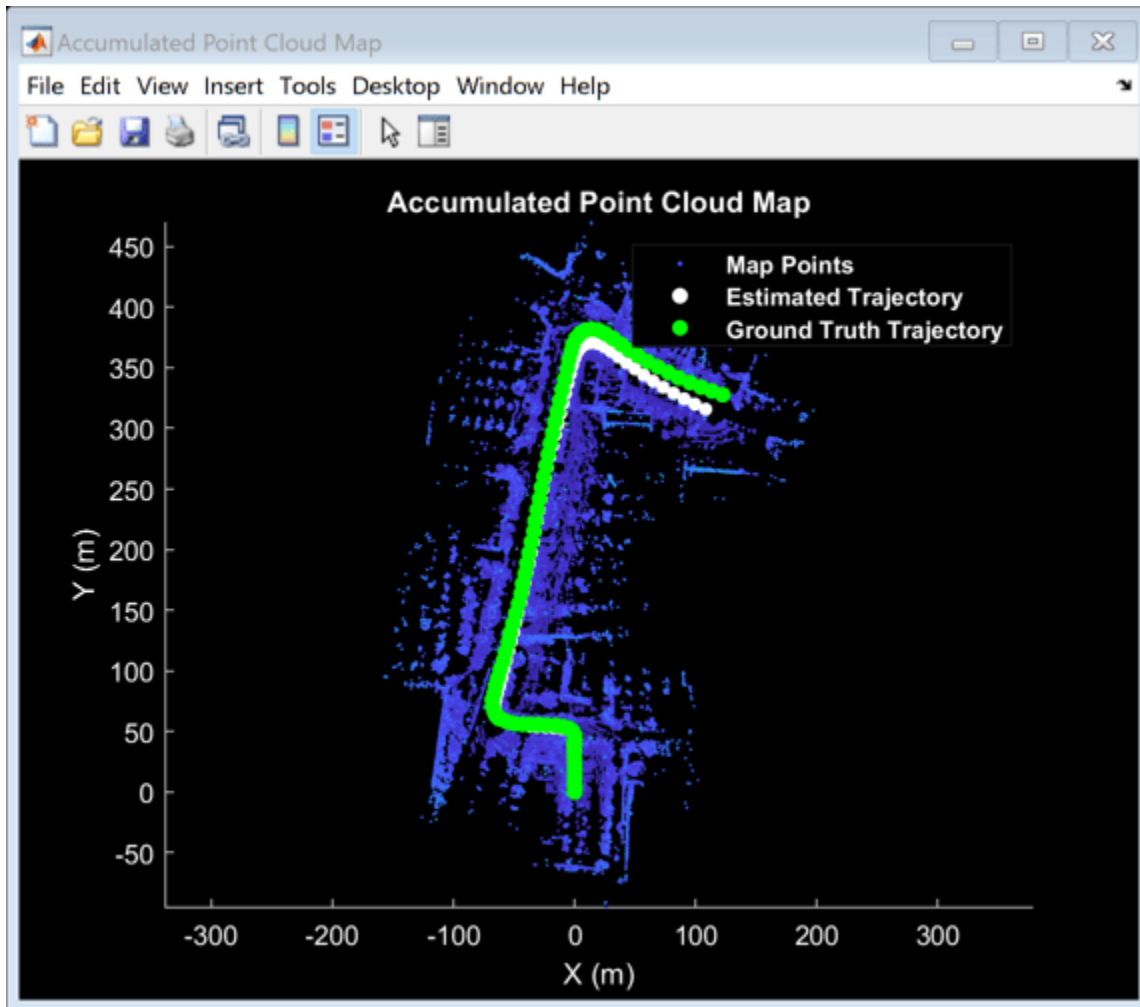 Accumulated Point Cloud Map
File Edit View Insert Tools Desktop Window Help
Accumulated Point Cloud Map
Map Points
Estimated Trajectory
Ground Truth Trajectory
450
400
350
300
250
200
150
100
50
0
-50
Y (m)
-300 -200 -100 0 100 200 300
X (m)